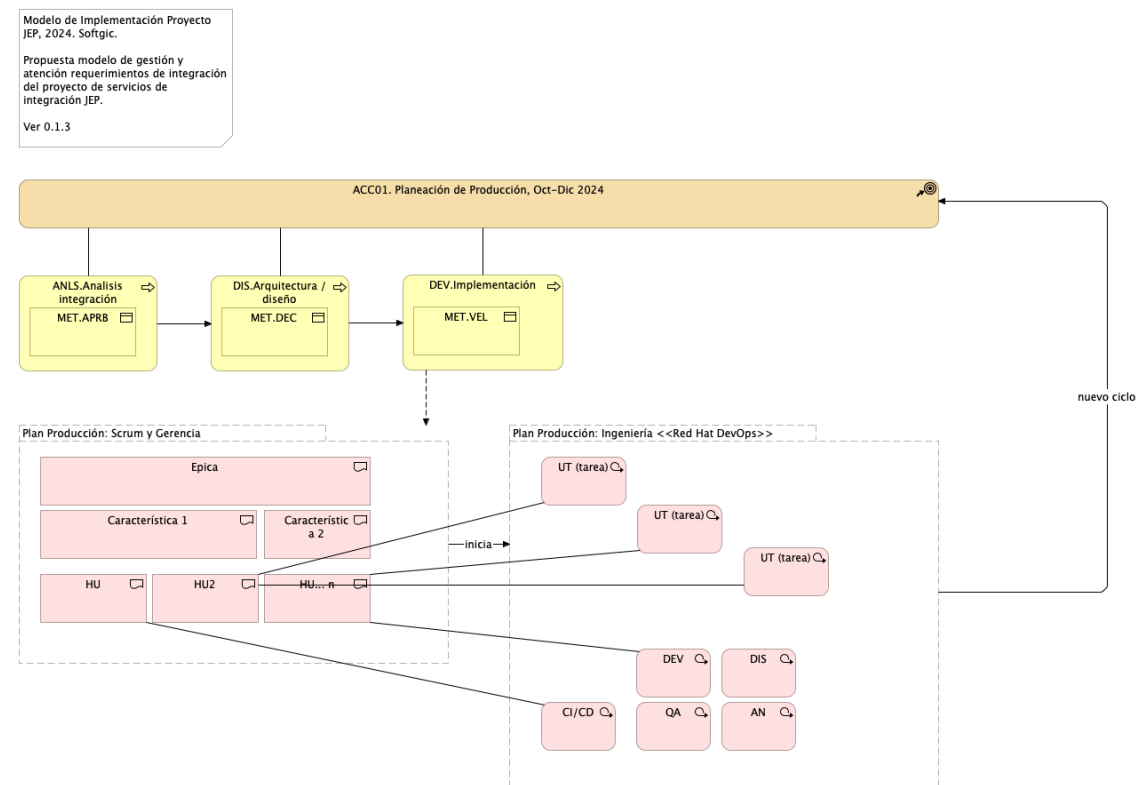 Modelo de Implementación Proyecto
JEP, 2024. Softgic.
Propuesta modelo de gestión y
atención requerimientos de integración
del proyecto de servicios de
integración JEP.
Ver 0.1.3
ACC01. Planeación de Producción, Oct-Dic 2024
ANLS.Analisis
integración
MET.APRB
DIS.Arquitectura /
diseño
MET.DEC
DEV.Implementación
MET.VEL
nuevo ciclo
Plan Producción: Scrum y Gerencia
Epica
Característica 1
Característic
a 2
HU
HU2
HU... n
inicia
Plan Producción: Ingeniería <<Red Hat DevOps>>
UT (tarea)
UT (tarea)
UT (tarea)
DEV
DIS
CI/CD
QA
AN